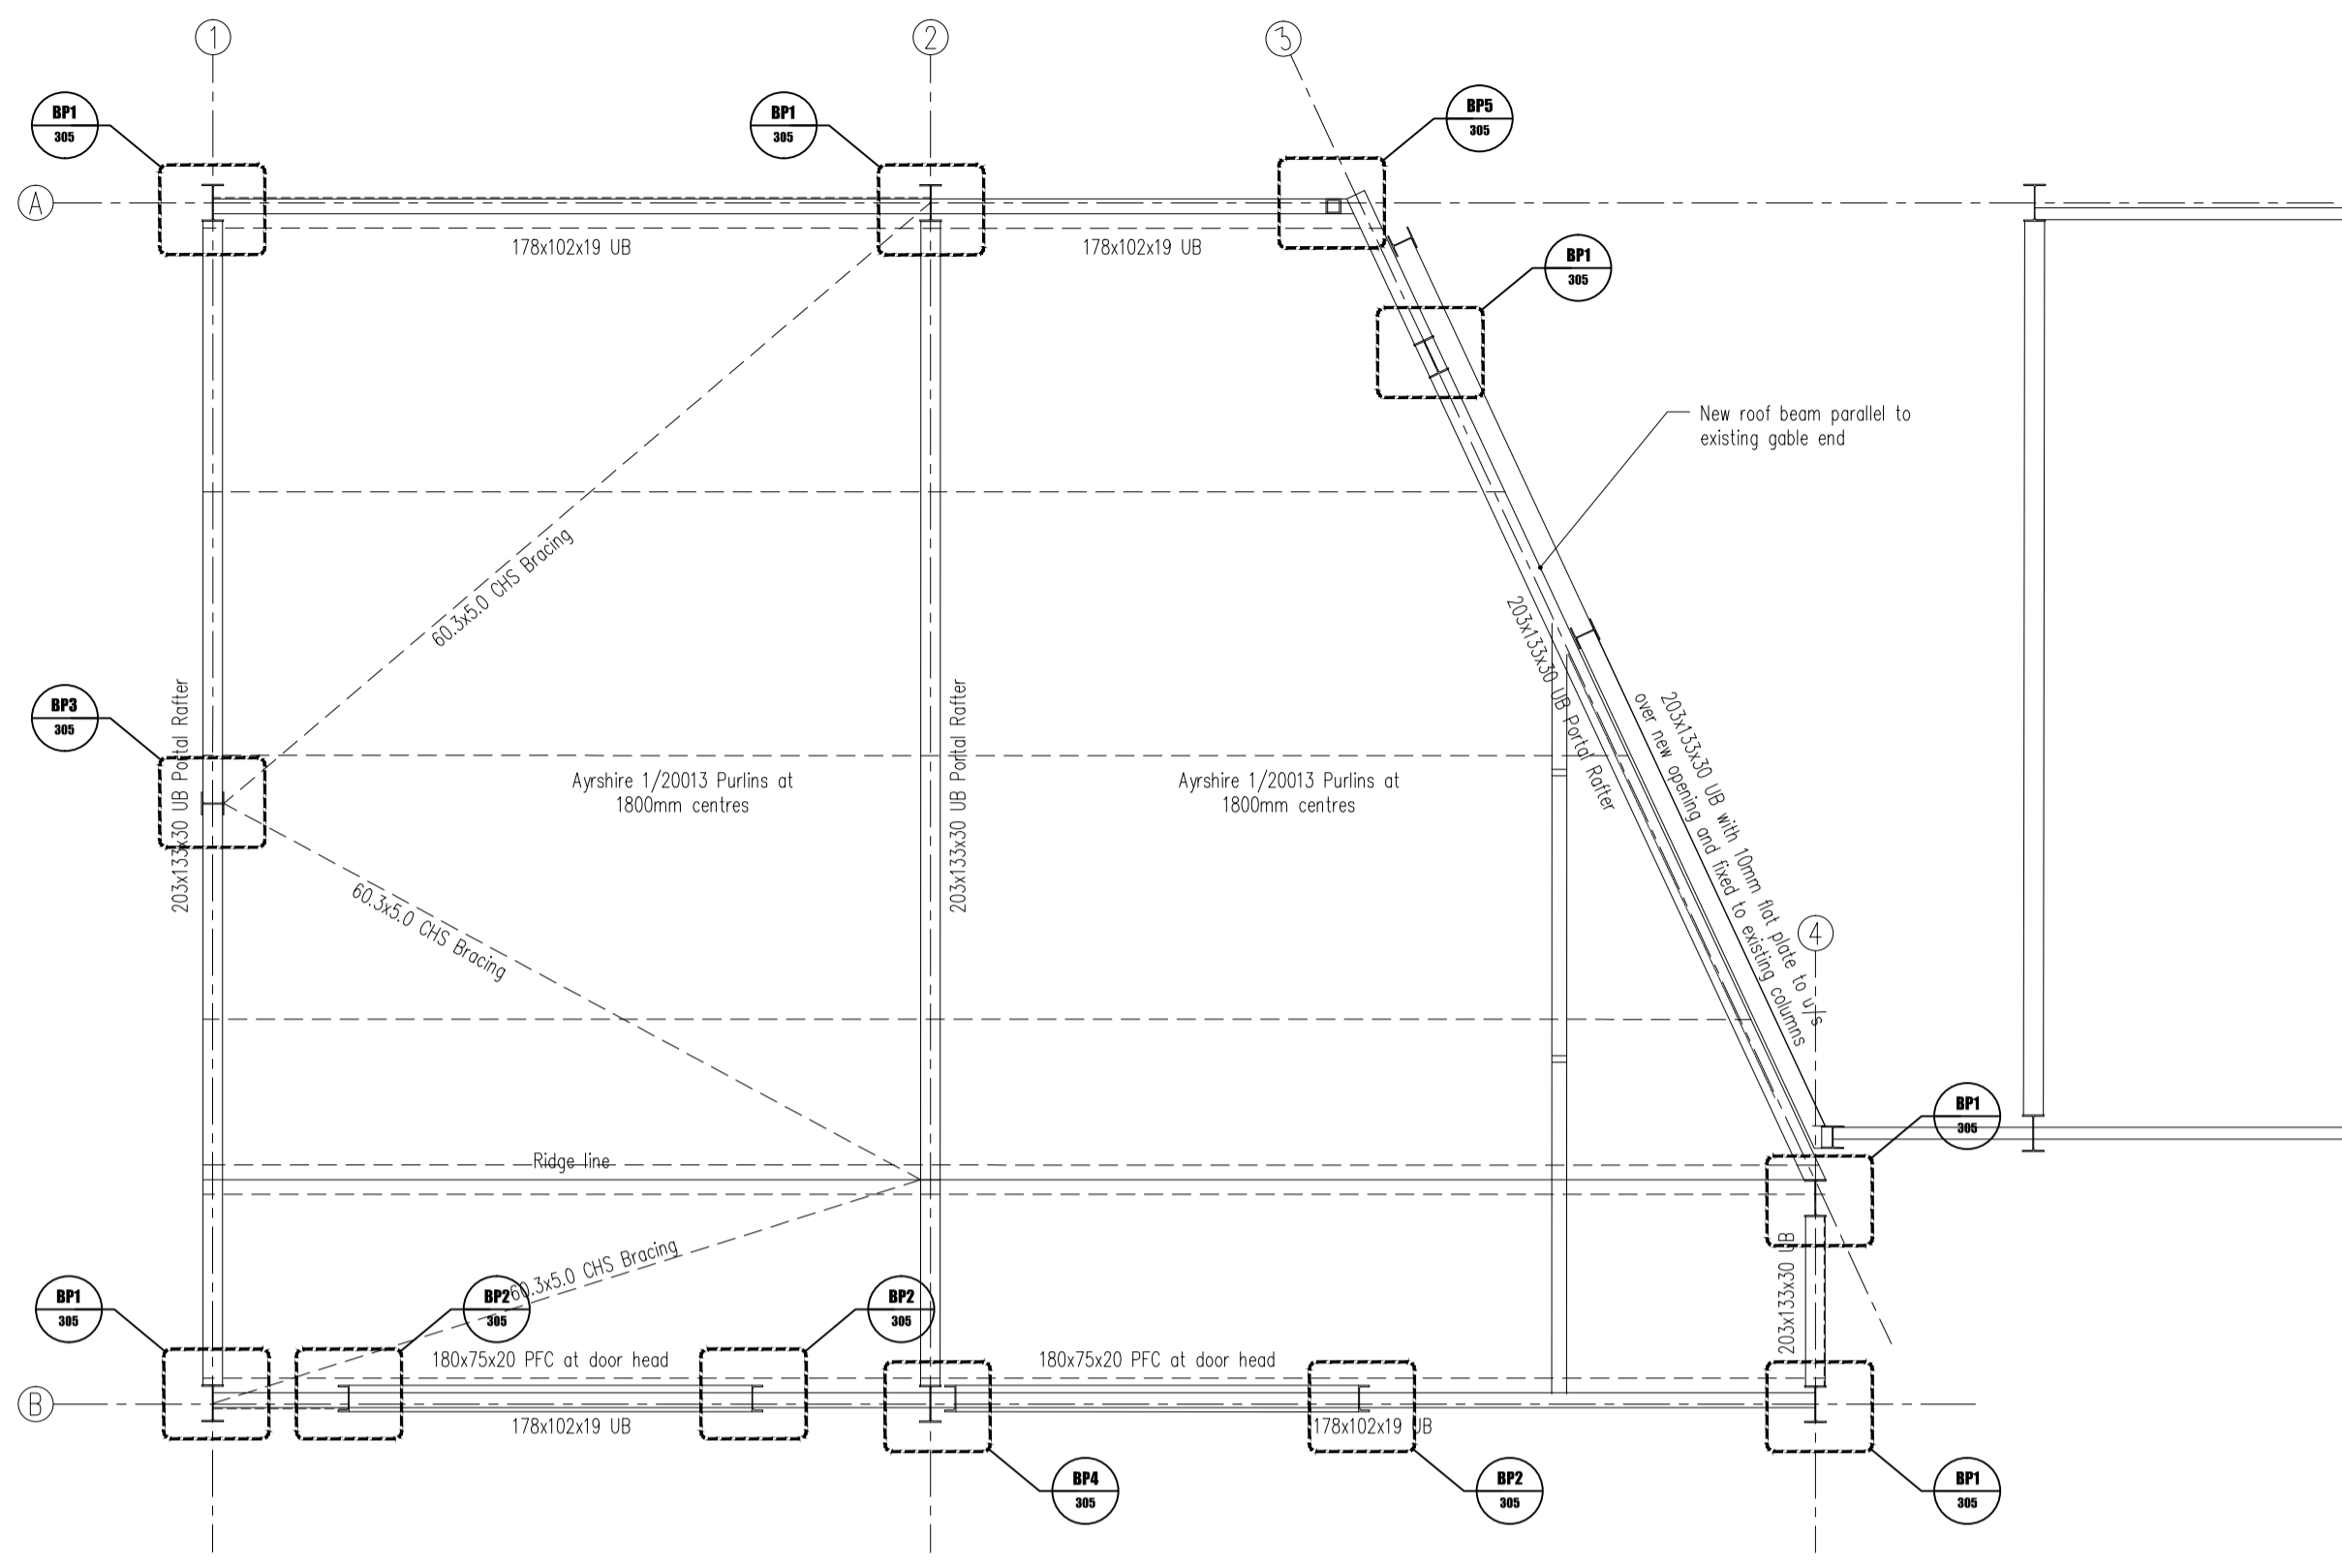 1
2
3
BP1
305
BP1
305
BP5
305
A
178x102x19 UB
178x102x19 UB
BP1
305
New roof beam parallel to
existing gable end
60.3x5.0 CHS Bracing
203x133x30 UB Portal Rafter
203x133x30 UB Portal Rafter
203x133x30 UB Portal Rafter
203x133x30 UB with 10mm flat plate to u/s
over new opening and fixed to existing columns
BP3
305
Ayrshire 1/20013 Purlins at
1800mm centres
Ayrshire 1/20013 Purlins at
1800mm centres
60.3x5.0 CHS Bracing
4
BP1
305
Ridge line
60.3x5.0 CHS Bracing
203x133x30 UB
BP1
305
BP2
305
BP2
305
180x75x20 PFC at door head
180x75x20 PFC at door head
B
178x102x19 UB
178x102x19 UB
BP4
305
BP2
305
BP1
305